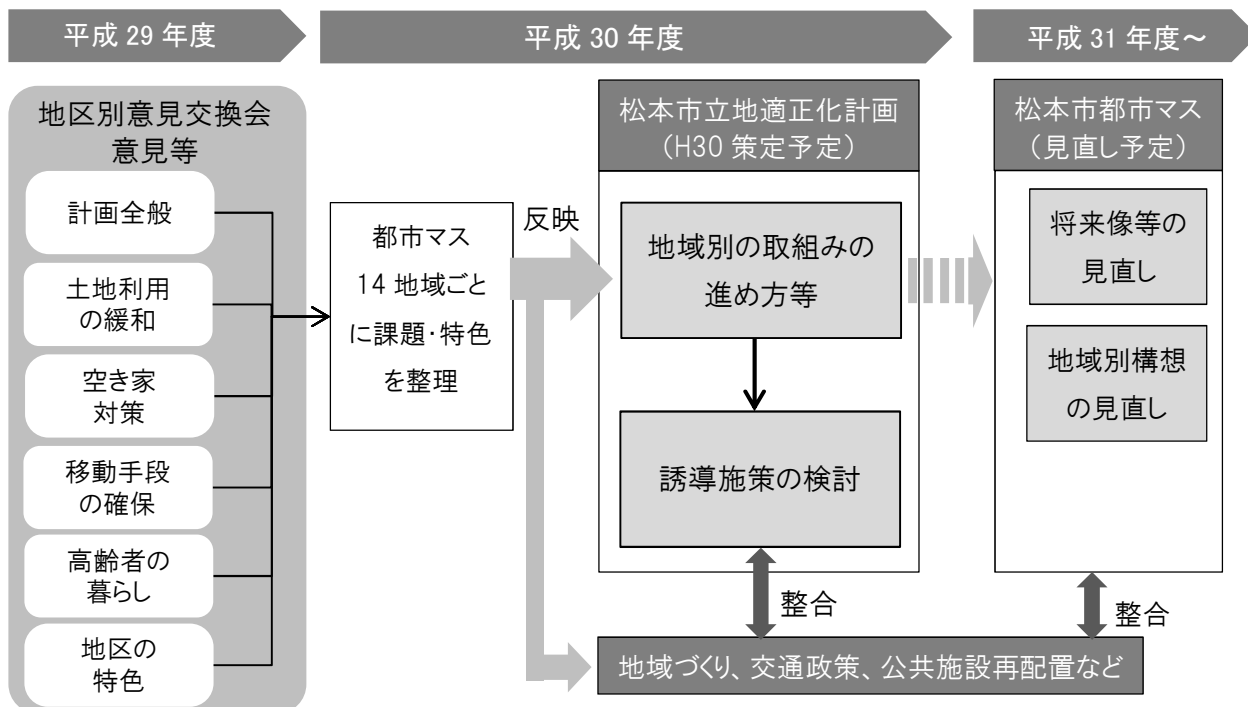 平成 29 年度
平成 30 年度
平成 31 年度～
地区別意見交換会
意見等
計画全般
土地利用
の緩和
空き家
対策
移動手段
の確保
高齢者の
暮らし
地区の
特色
都市マス
14 地域ごと
に課題・特色
を整理
反映
松本市立地適正化計画
（H30 策定予定）
地域別の取組みの
進め方等
誘導施策の検討
整合
松本市都市マス
（見直し予定）
将来像等の
見直し
地域別構想
の見直し
整合
地域づくり、交通政策、公共施設再配置など